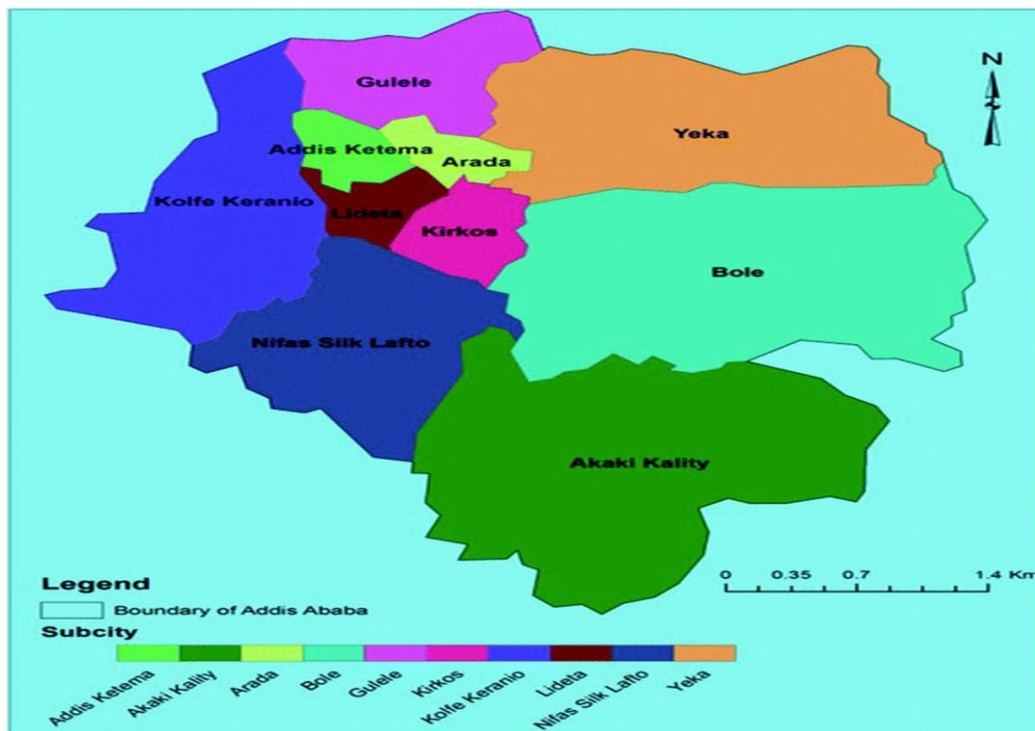 N
Gulele
Yeka
Addis Ketema
Arada
Kolfe Keranio
Lideta
Kirkos
Bole
Nifas Silk Lafto
Akaki Kality
Legend
Boundary of Addis Ababa
Subcity
0 0.35 0.7 1.4 Km
Addis Ketema
Akaki Kality
Arada
Bole
Gulele
Kirkos
Kolfe Keranio
Lideta
Nifas Silk Lafto
Yeka